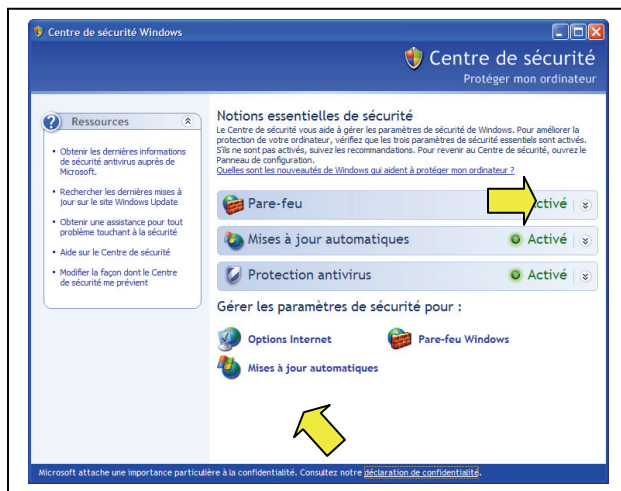 Centre de sécurité Windows
Centre de sécurité
Protéger mon ordinateur
Ressources
• Obtenir les dernières informations
de sécurité antivirus auprès de
Microsoft.
• Rechercher les dernières mises à
jour sur le site Windows Update
• Obtenir une assistance pour tout
problème touchant à la sécurité
• Aide sur le Centre de sécurité
• Modifier la façon dont le Centre
de sécurité me prévient
Notions essentielles de sécurité
Le Centre de sécurité vous aide à gérer les paramètres de sécurité de Windows. Pour améliorer la
protection de votre ordinateur, vérifiez que les trois paramètres de sécurité essentiels sont activés.
S'ils ne sont pas activés, suivez les recommandations. Pour revenir au Centre de sécurité, ouvrez le
Panneau de configuration.
Quelles sont les nouveautés de Windows qui aident à protéger mon ordinateur ?
Pare-feu ctivé
Mises à jour automatiques Activé
Protection antivirus Activé
Gérer les paramètres de sécurité pour :
Options Internet Pare-feu Windows
Mises à jour automatiques
Microsoft attache une importance particulière à la confidentialité. Consultez notre déclaration de confidentialité.